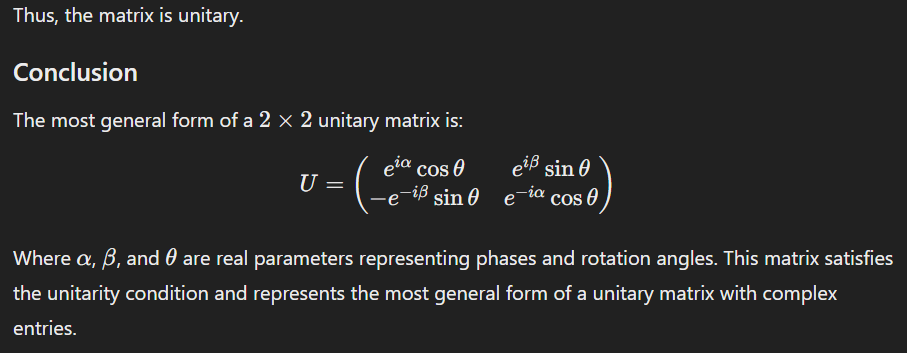 Thus, the matrix is unitary.
Conclusion
The most general form of a 2 × 2 unitary matrix is:
U = ( e^{iα} cos θ   e^{iβ} sin θ
−e^{−iβ} sin θ   e^{−iα} cos θ )
Where α, β, and θ are real parameters representing phases and rotation angles. This matrix satisfies
the unitarity condition and represents the most general form of a unitary matrix with complex
entries.